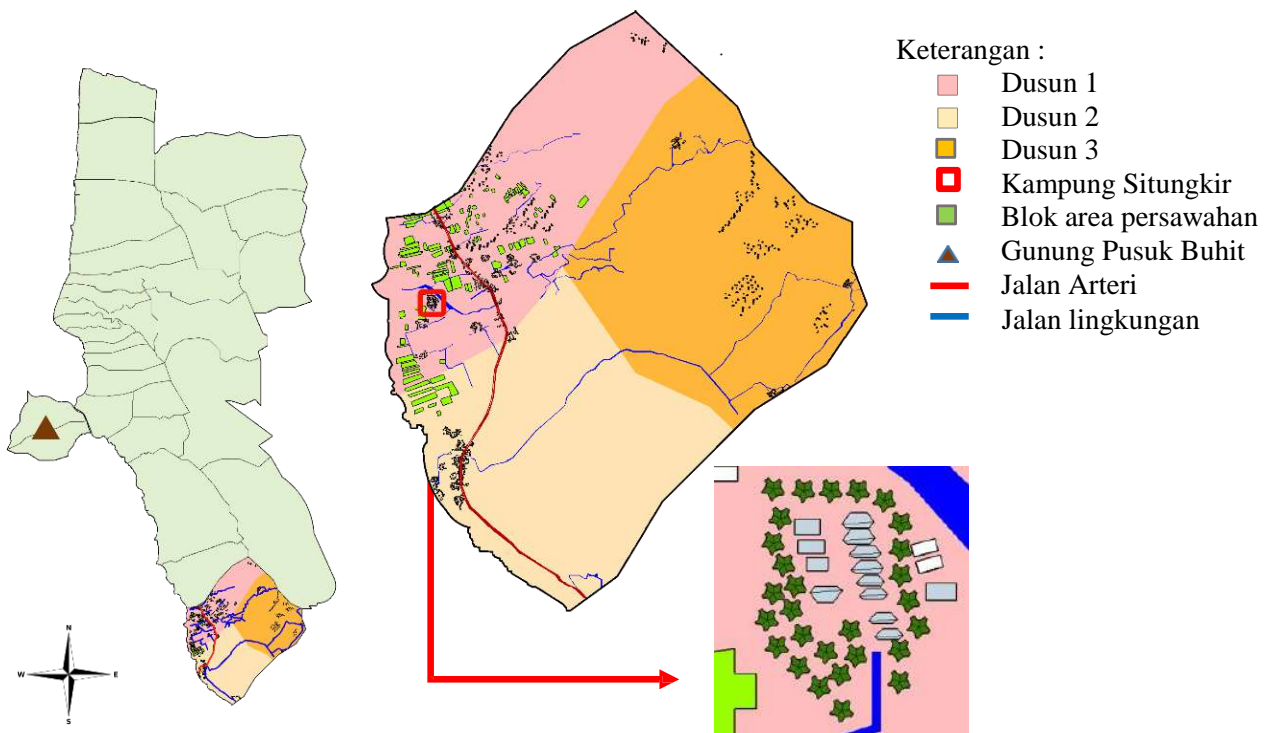 Keterangan :
Dusun 1
Dusun 2
Dusun 3
Kampung Situngkir
Blok area persawahan
Gunung Pusuk Buhit
Jalan Arteri
Jalan lingkungan
N
W E
S